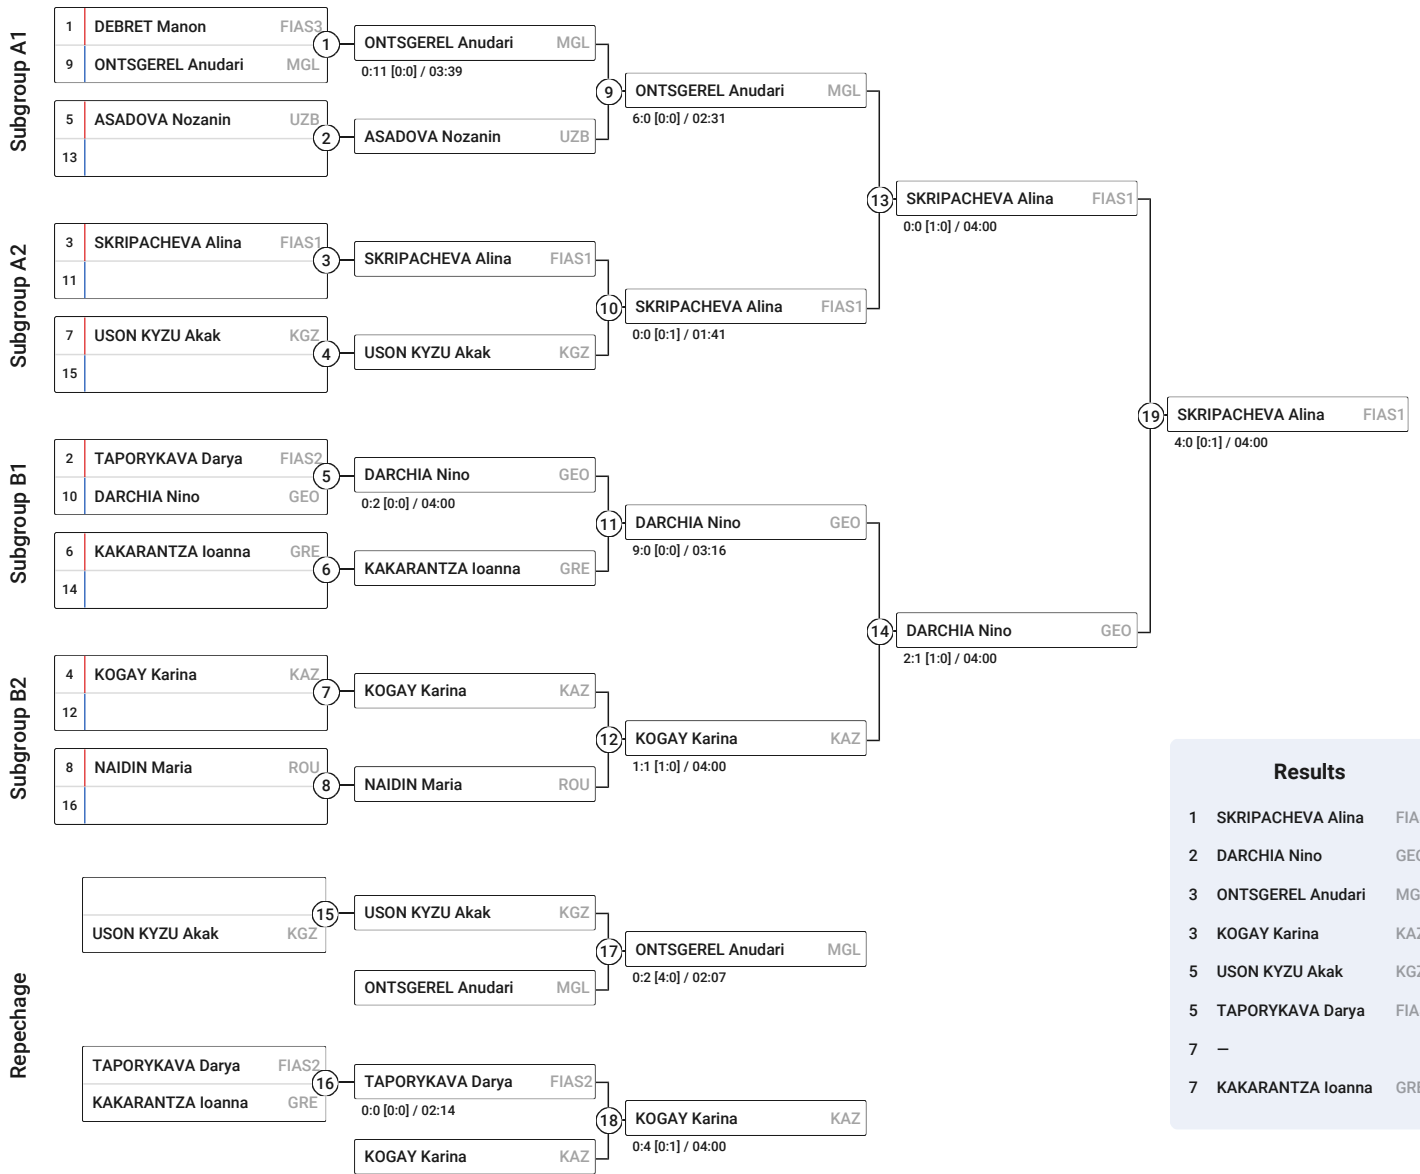 Subgroup A1
1 DEBRET Manon FIAS3
9 ONTSGEREL Anudari MGL
1
ONTSGEREL Anudari MGL
0:11 [0:0] / 03:39
5 ASADOVA Nozanin UZB
13
2
ASADOVA Nozanin UZB
9
ONTSGEREL Anudari MGL
6:0 [0:0] / 02:31
Subgroup A2
3 SKRIPACHEVA Alina FIAS1
11
3
SKRIPACHEVA Alina FIAS1
7 USON KYZU Akak KGZ
15
4
USON KYZU Akak KGZ
10
SKRIPACHEVA Alina FIAS1
0:0 [0:1] / 01:41
13
SKRIPACHEVA Alina FIAS1
0:0 [1:0] / 04:00
Subgroup B1
2 TAPORYKAVA Darya FIAS2
10 DARCHIA Nino GEO
5
DARCHIA Nino GEO
0:2 [0:0] / 04:00
6 KAKARANTZA Ioanna GRE
14
6
KAKARANTZA Ioanna GRE
11
DARCHIA Nino GEO
9:0 [0:0] / 03:16
Subgroup B2
4 KOGAY Karina KAZ
12
7
KOGAY Karina KAZ
8 NAIDIN Maria ROU
16
8
NAIDIN Maria ROU
12
KOGAY Karina KAZ
1:1 [1:0] / 04:00
14
DARCHIA Nino GEO
2:1 [1:0] / 04:00
19
SKRIPACHEVA Alina FIAS1
4:0 [0:1] / 04:00
Repechage
USON KYZU Akak KGZ
15
USON KYZU Akak KGZ
ONTSGEREL Anudari MGL
17
ONTSGEREL Anudari MGL
0:2 [4:0] / 02:07
TAPORYKAVA Darya FIAS2
KAKARANTZA Ioanna GRE
16
TAPORYKAVA Darya FIAS2
0:0 [0:0] / 02:14
KOGAY Karina KAZ
18
KOGAY Karina KAZ
0:4 [0:1] / 04:00
Results
1 SKRIPACHEVA Alina
2 DARCHIA Nino
3 ONTSGEREL Anudari
3 KOGAY Karina KAZ
5 USON KYZU Akak KGZ
5 TAPORYKAVA Darya
7 –
7 KAKARANTZA Ioanna